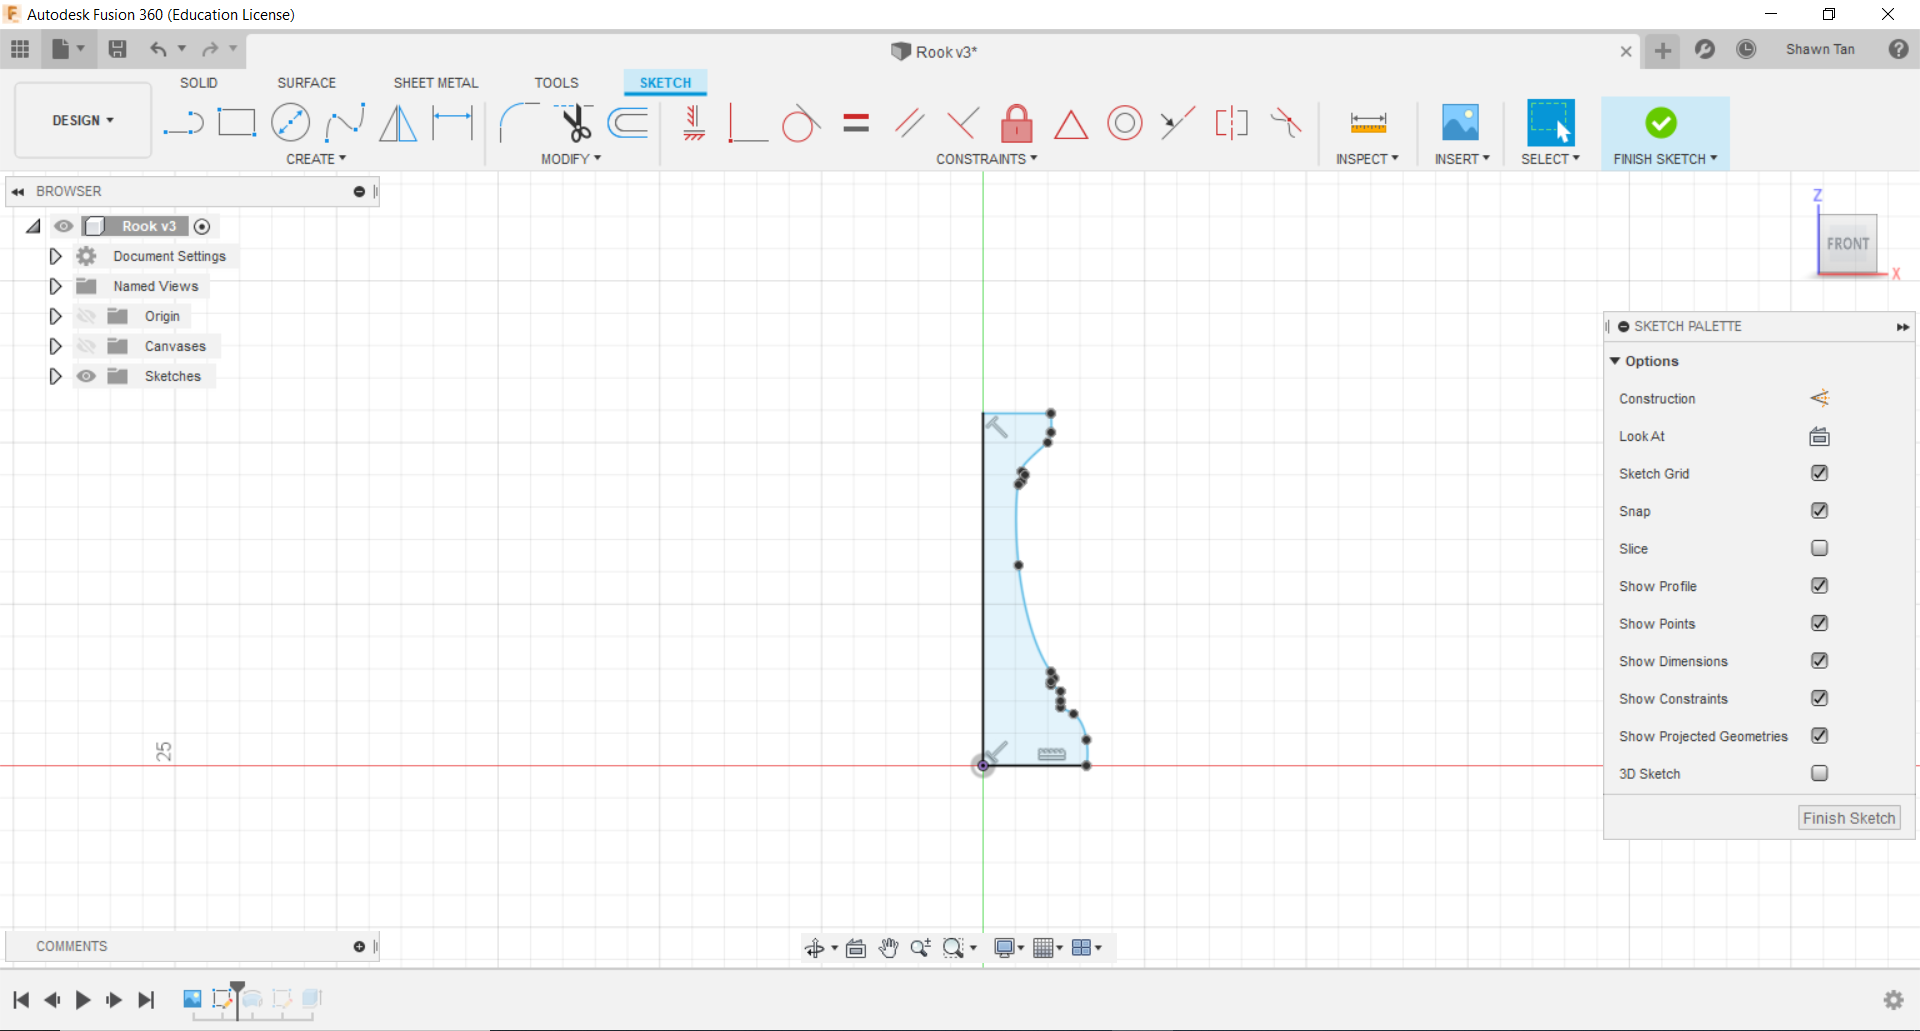 Autodesk Fusion 360 (Education License)
Rook v3*
Shawn Tan
SOLID SURFACE SHEET METAL TOOLS SKETCH
DESIGN
CREATE MODIFY CONSTRAINTS INSPECT INSERT SELECT FINISH SKETCH
BROWSER
Rook v3
Document Settings
Named Views
Origin
Canvases
Sketches
Z
FRONT
X
SKETCH PALETTE
Options
Construction
Look At
Sketch Grid
Snap
Slice
Show Profile
Show Points
Show Dimensions
Show Constraints
Show Projected Geometries
3D Sketch
Finish Sketch
25
COMMENTS